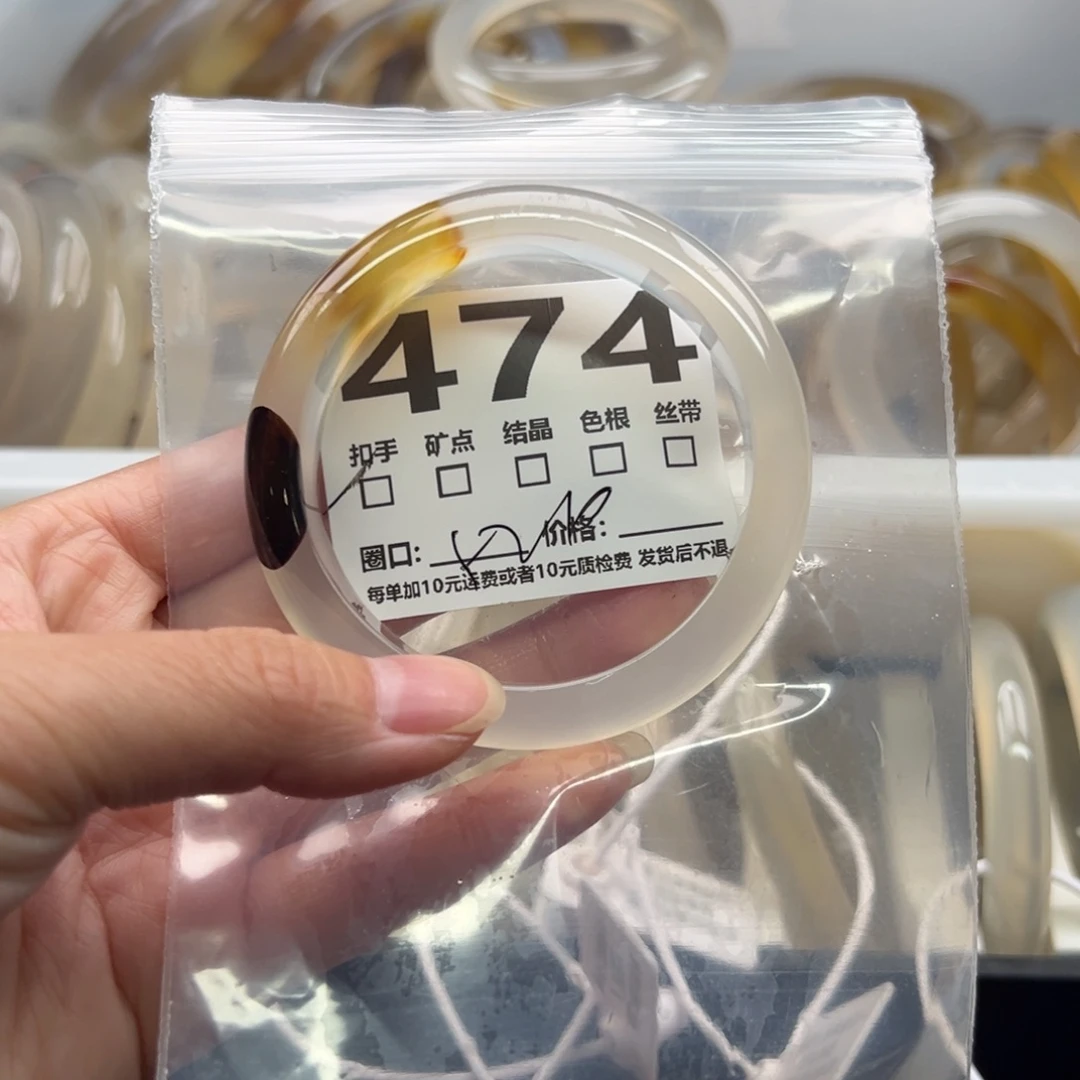 474
扣手 矿点 结晶 色根 丝带
圈口: 价格:
每单加10元运费或者10元质检费 发货后不退